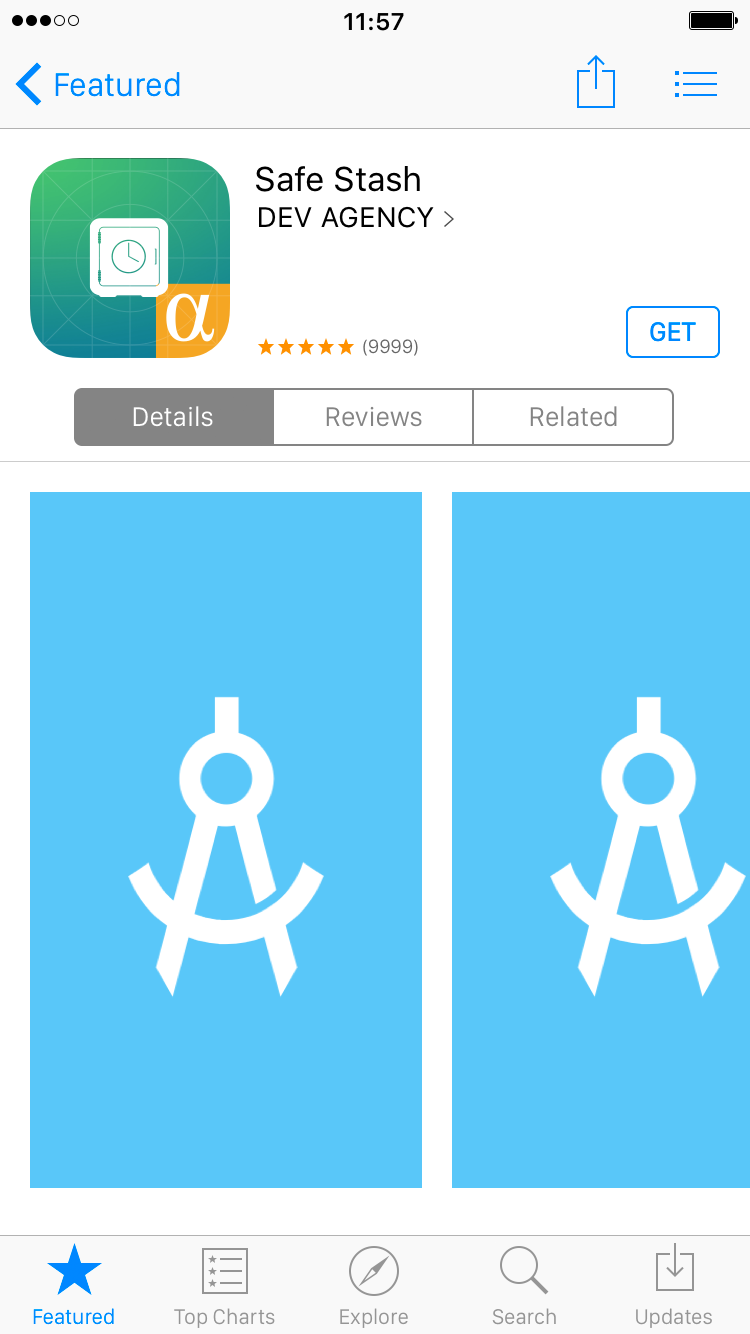 11:57
Featured
Safe Stash
DEV AGENCY
α
(9999)
GET
Details Reviews Related
Featured Top Charts Explore Search Updates